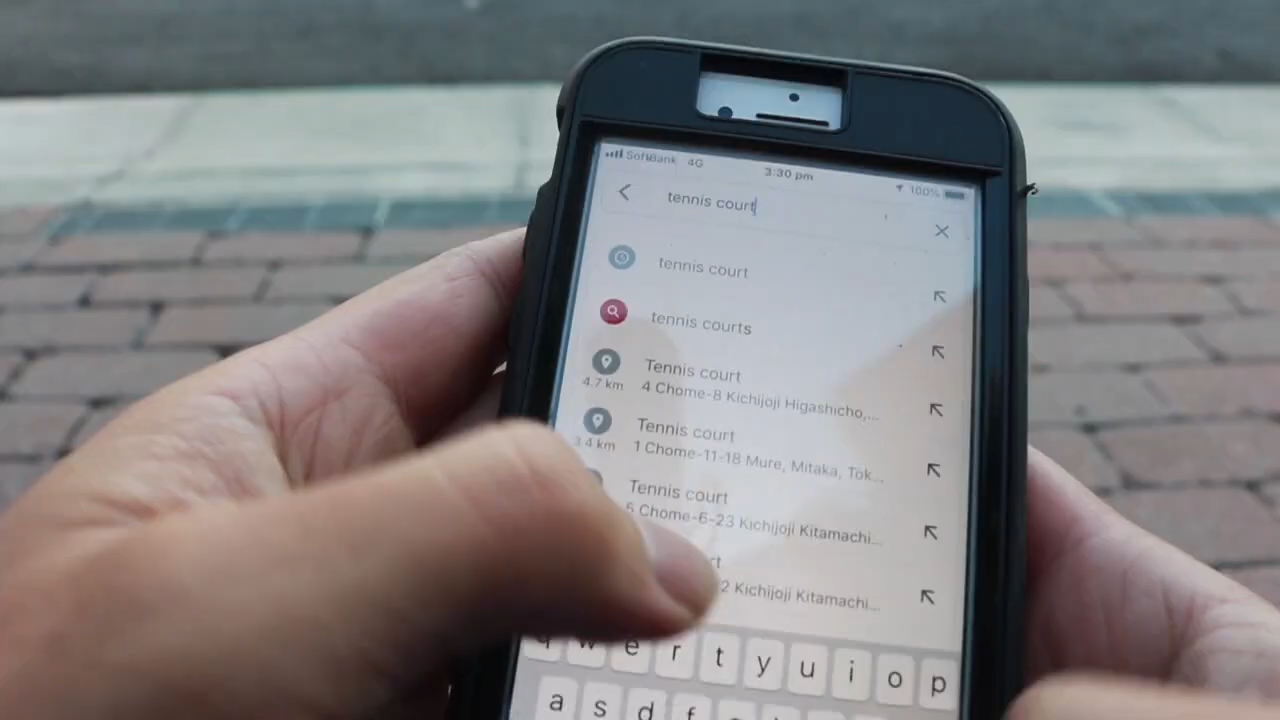 SoftBank 4G 3:30 pm 100%
tennis court
tennis court
tennis courts
Tennis court
4.7 km 4 Chome-8 Kichijoji Higashicho,...
Tennis court
3.4 km 1 Chome-11-18 Mure, Mitaka, Tok...
Tennis court
5 Chome-6-23 Kichijoji Kitamachi...
rt
2 Kichijoji Kitamachi...
q w e r t y u i o p
a s d f